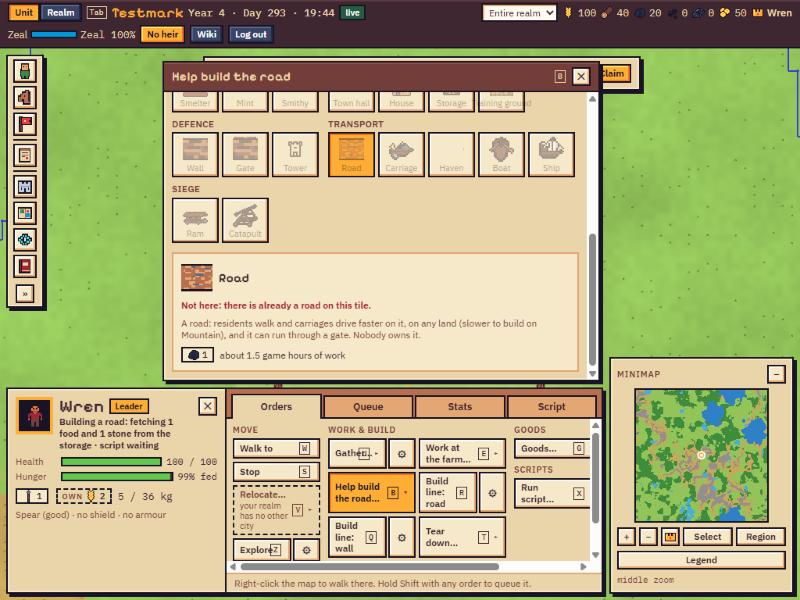 Unit Realm Tab Testmark Year 4 · Day 293 · 19:44 live Entire realm 100 40 20 0 0 50 Wren
Zeal Zeal 100% No heir Wiki Log out
Help build the road B ×
Claim
Smelter Mint Smithy Town hall House Storage
DEFENCE TRANSPORT
Wall Gate Tower Road Carriage Haven Boat Ship
SIEGE
Ram Catapult
Road
Not here: there is already a road on this tile.
A road: residents walk and carriages drive faster on it, on any land (slower to build on
Mountain), and it can run through a gate. Nobody owns it.
1 about 1.5 game hours of work
»
Wren Leader ×
Building a road: fetching 1
food and 1 stone from the
storage · script waiting
Health 100 / 100
Hunger 99% fed
1 OWN 2 5 / 36 kg
Spear (good) · no shield · no armour
Orders Queue Stats Script
MOVE
Walk to W
Stop S
Relocate...
your realm
has no other
city
V
Explore Z
WORK & BUILD
Gather...
Work at
the farm...
E
Help build
the road...
B
Build
line:
road
R
Build
line:
wall
Q
Tear
down...
T
GOODS
Goods... G
SCRIPTS
Run
script...
X
Right-click the map to walk there. Hold Shift with any order to queue it.
MINIMAP −
+ − Select Region
Legend
middle zoom